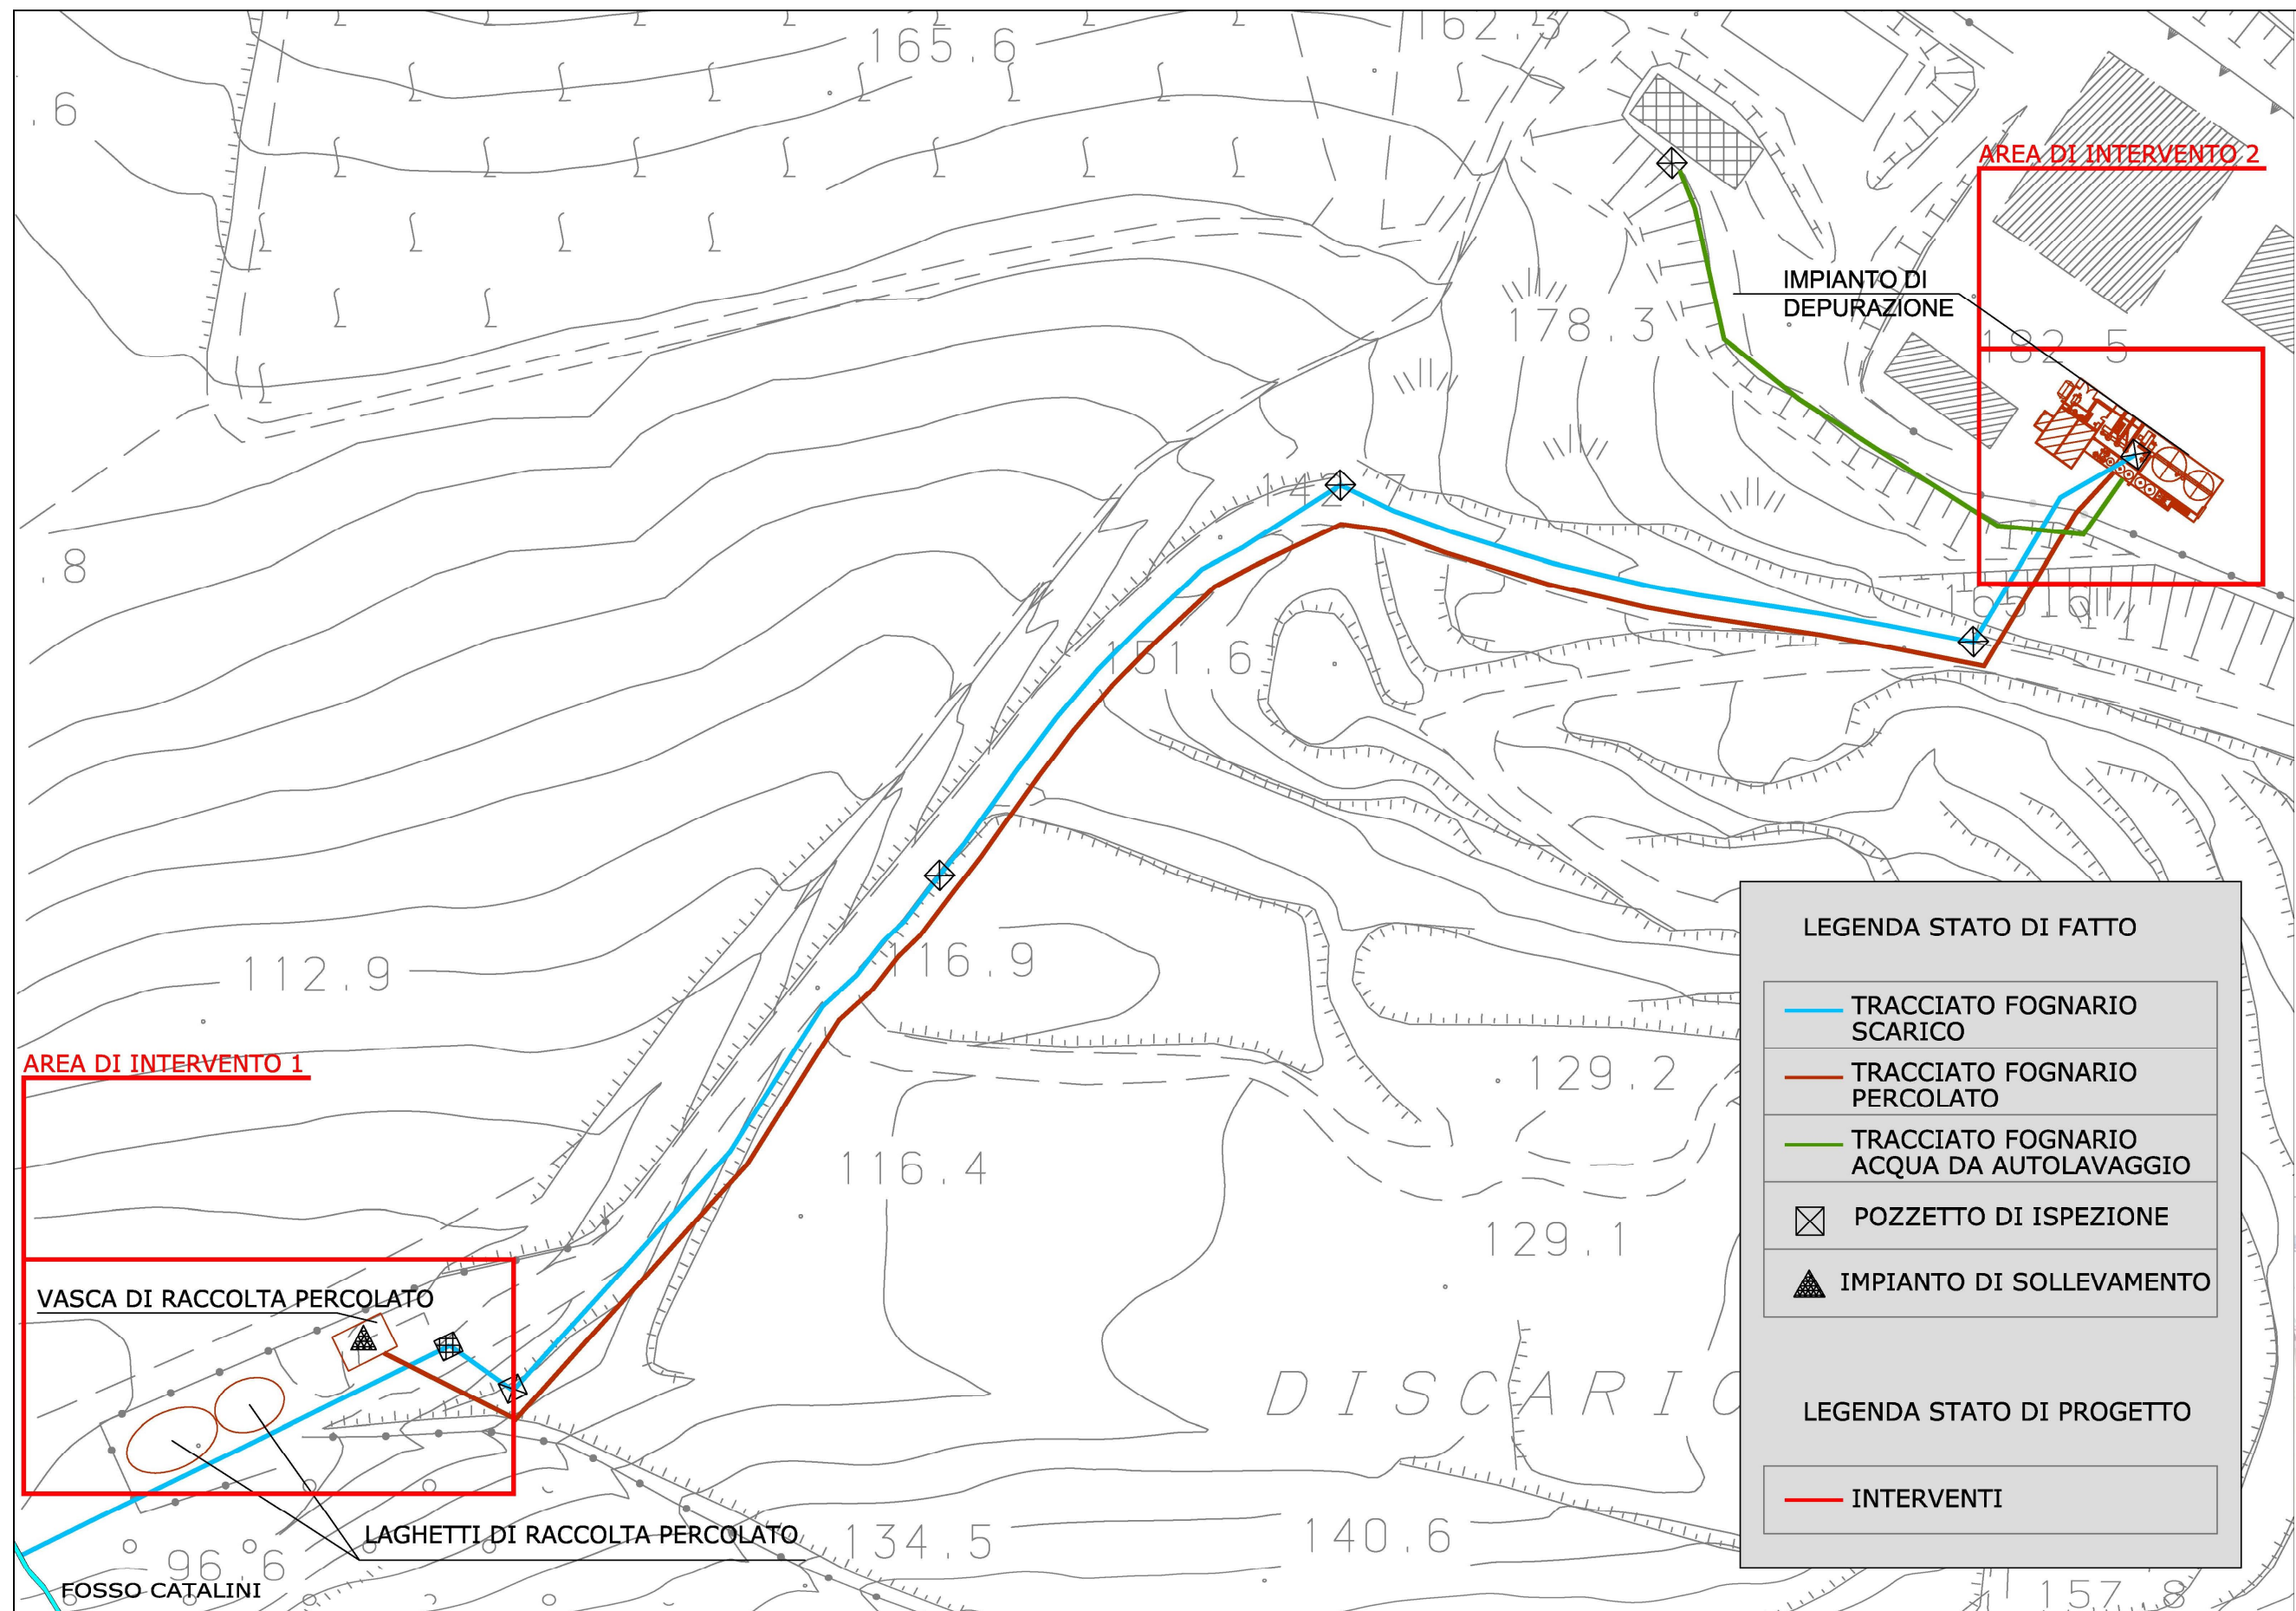 165.6
162.3
.6
AREA DI INTERVENTO 2
IMPIANTO DI
DEPURAZIONE
178.3
182.5
142.7
.8
151.6
116.9
112.9
AREA DI INTERVENTO 1
129.2
116.4
129.1
VASCA DI RACCOLTA PERCOLATO
DISCARIC
LAGHETTI DI RACCOLTA PERCOLATO
134.5
140.6
96.6
FOSSO CATALINI
157.8
LEGENDA STATO DI FATTO
TRACCIATO FOGNARIO
SCARICO
TRACCIATO FOGNARIO
PERCOLATO
TRACCIATO FOGNARIO
ACQUA DA AUTOLAVAGGIO
POZZETTO DI ISPEZIONE
IMPIANTO DI SOLLEVAMENTO
LEGENDA STATO DI PROGETTO
INTERVENTI